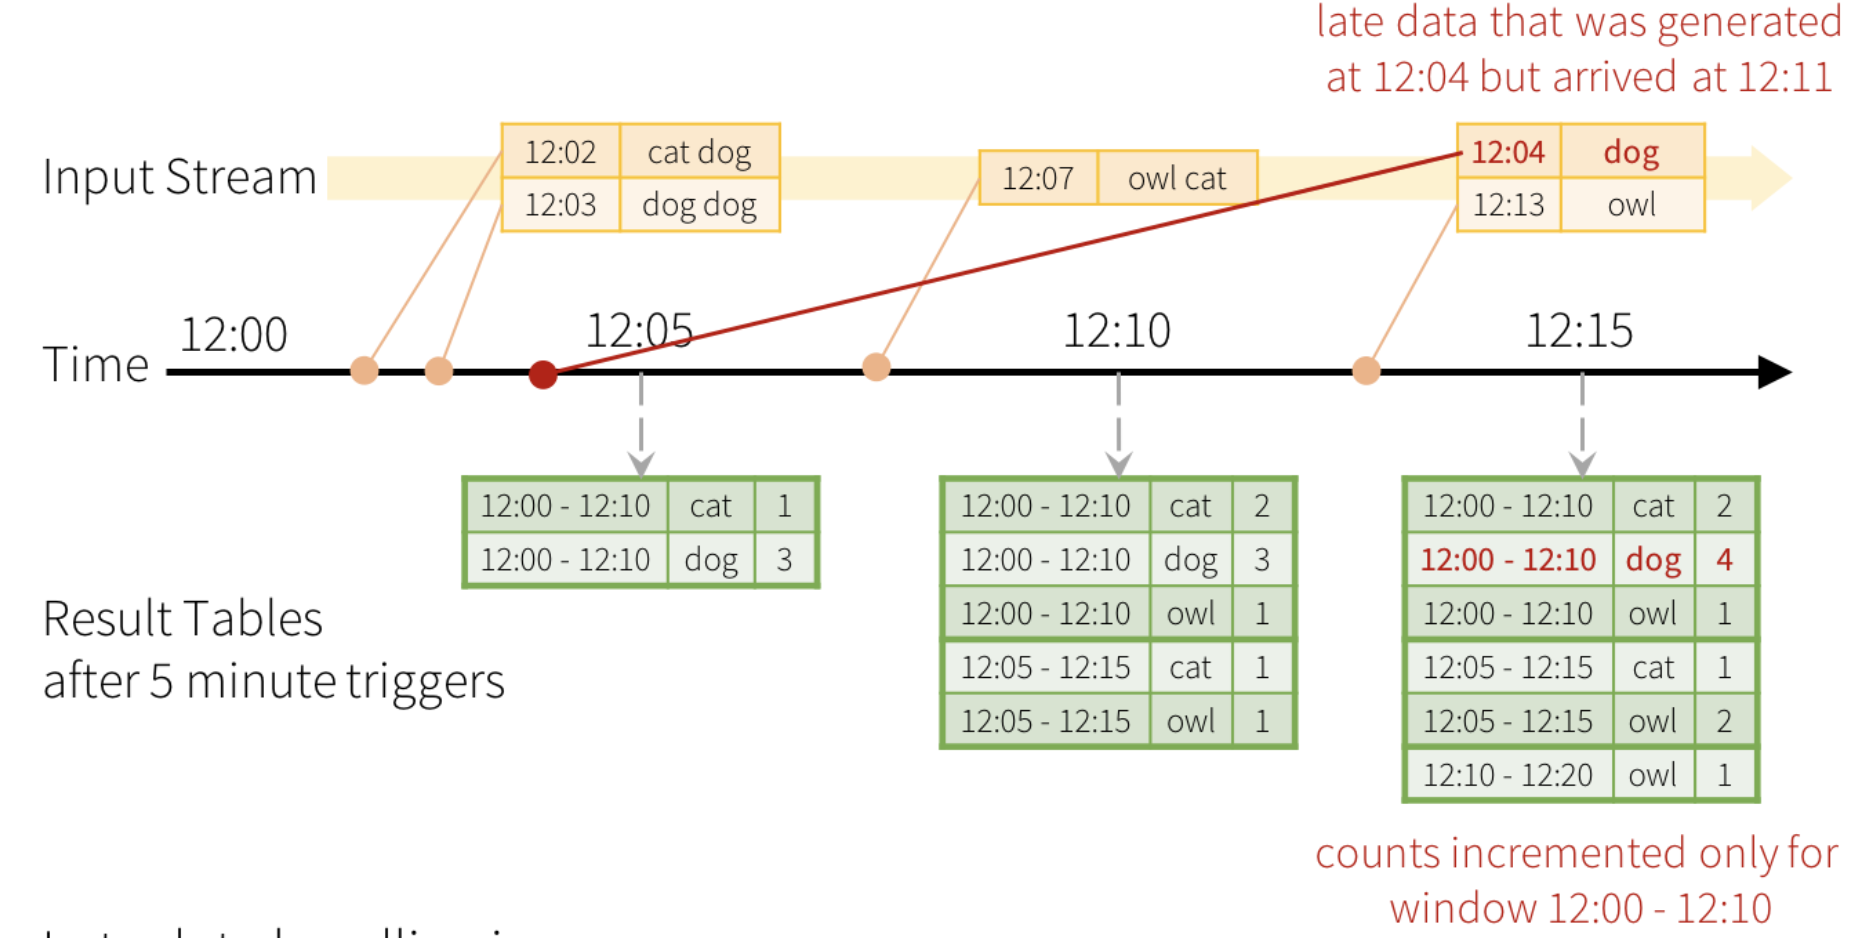 late data that was generated
at 12:04 but arrived at 12:11
Input Stream
12:02 cat dog
12:03 dog dog
12:07 owl cat
12:04 dog
12:13 owl
Time
12:00
12:05
12:10
12:15
Result Tables
after 5 minute triggers
12:00 - 12:10 cat 1
12:00 - 12:10 dog 3
12:00 - 12:10 cat 2
12:00 - 12:10 dog 3
12:00 - 12:10 owl 1
12:05 - 12:15 cat 1
12:05 - 12:15 owl 1
12:00 - 12:10 cat 2
12:00 - 12:10 dog 4
12:00 - 12:10 owl 1
12:05 - 12:15 cat 1
12:05 - 12:15 owl 2
12:10 - 12:20 owl 1
counts incremented only for
window 12:00 - 12:10